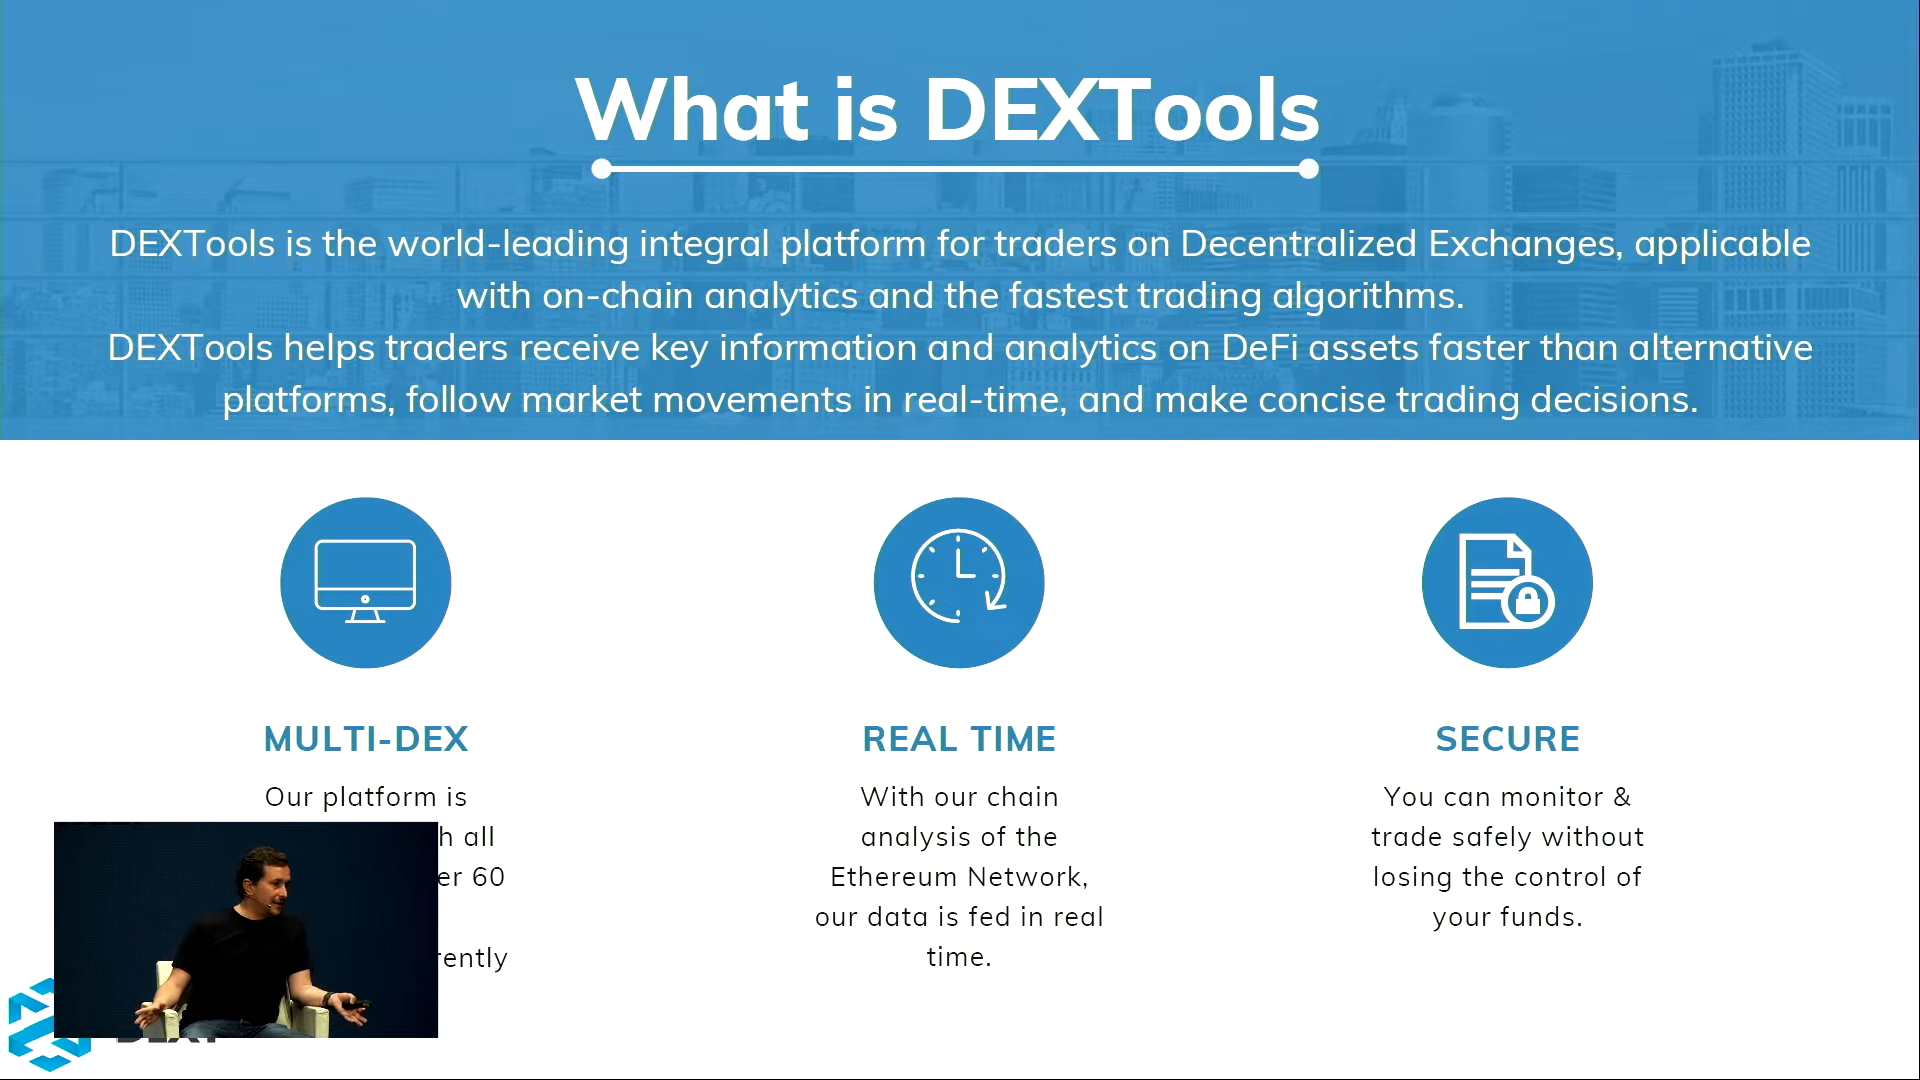 What is DEXTools
DEXTools is the world-leading integral platform for traders on Decentralized Exchanges, applicable
with on-chain analytics and the fastest trading algorithms.
DEXTools helps traders receive key information and analytics on DeFi assets faster than alternative
platforms, follow market movements in real-time, and make concise trading decisions.
MULTI-DEX
Our platform is
all
60
REAL TIME
With our chain
analysis of the
Ethereum Network,
our data is fed in real
time.
SECURE
You can monitor &
trade safely without
losing the control of
your funds.